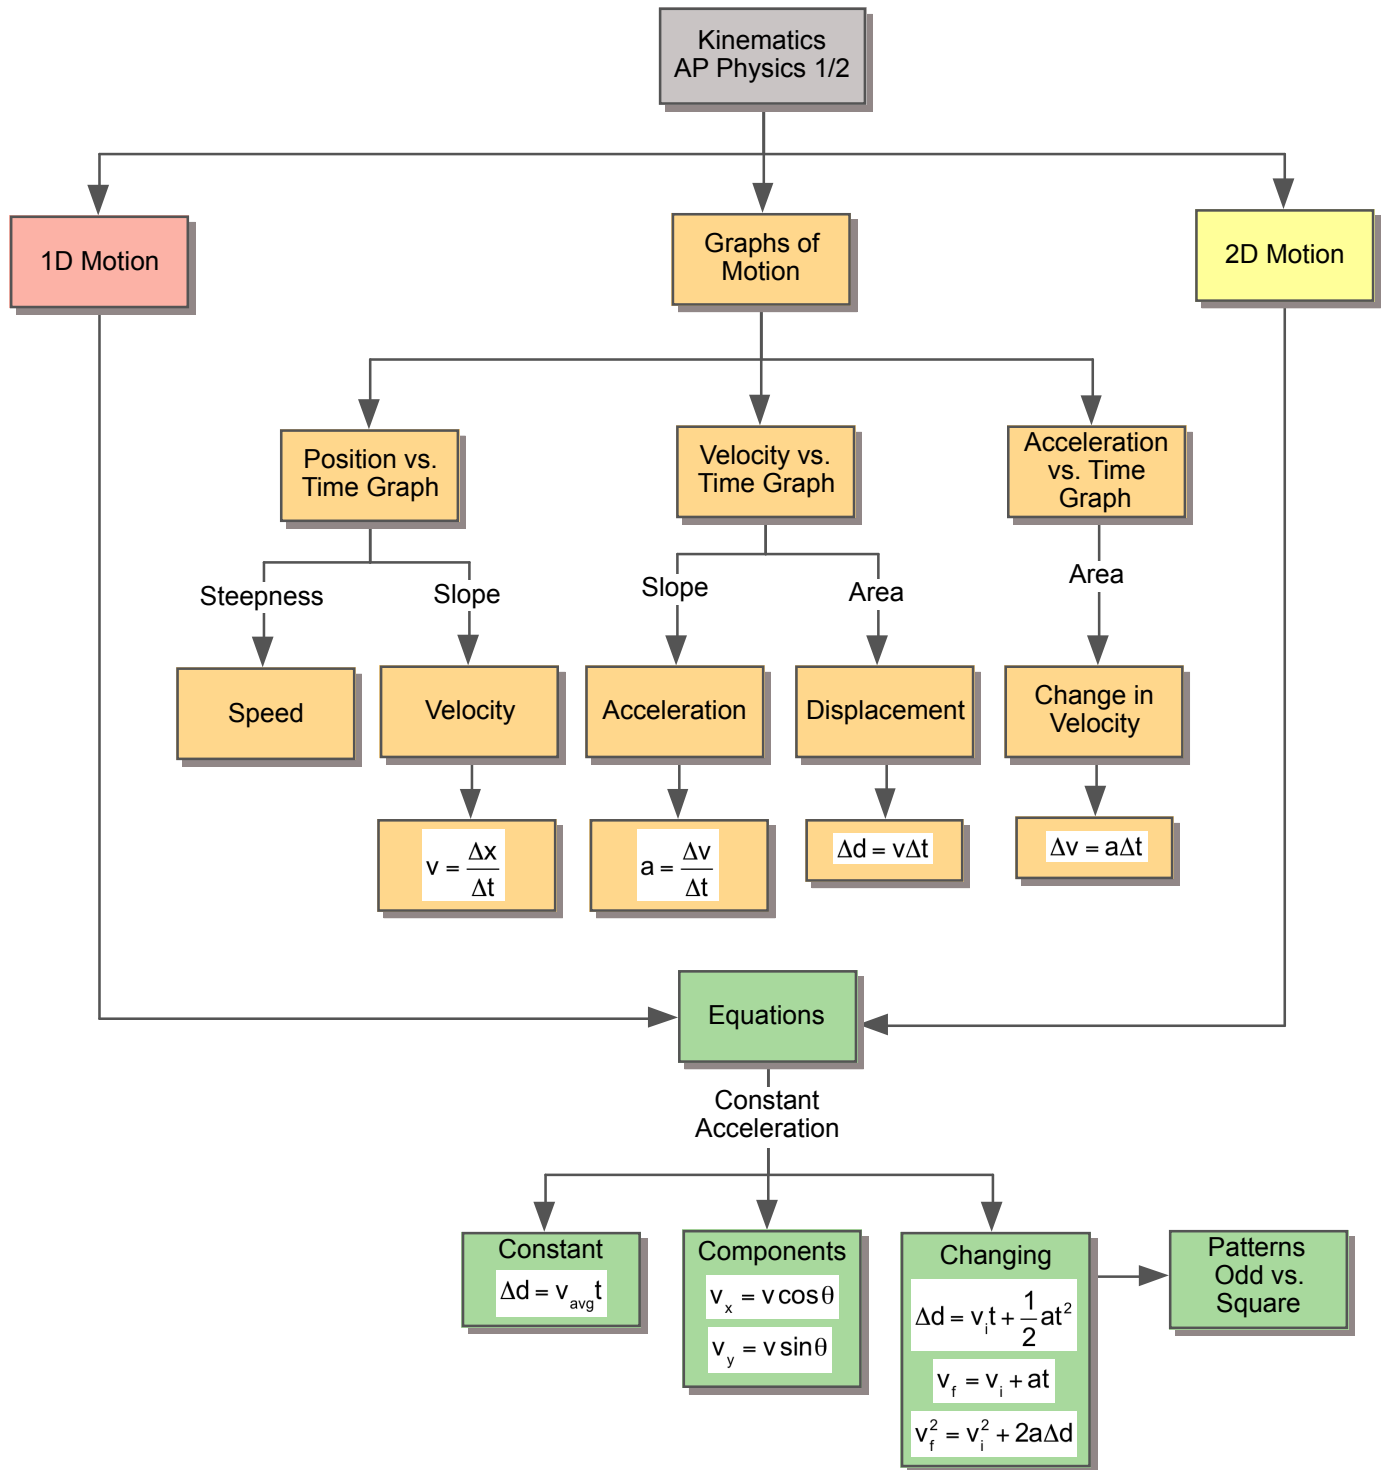 Kinematics
AP Physics 1/2
1D Motion
Graphs of
Motion
2D Motion
Position vs.
Time Graph
Velocity vs.
Time Graph
Acceleration
vs. Time
Graph
Steepness
Slope
Slope
Area
Area
Speed
Velocity
Acceleration
Displacement
Change in
Velocity
v = Δx/Δt
a = Δv/Δt
Δd = vΔt
Δv = aΔt
Equations
Constant
Acceleration
Constant
Δd = v_avg t
Components
v_x = v cos θ
v_y = v sin θ
Changing
Δd = v_i t + 1/2 at²
v_f = v_i + at
v_f² = v_i² + 2aΔd
Patterns
Odd vs.
Square